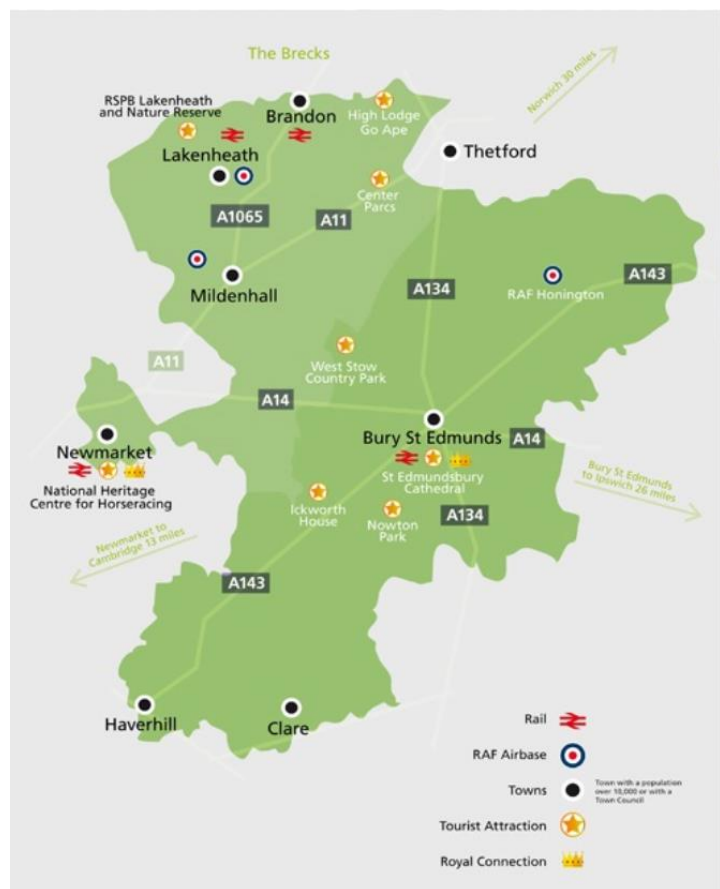 The Brecks
Norwich 30 miles
RSPB Lakenheath
and Nature Reserve
Brandon
High Lodge
Go Ape
Lakenheath
Thetford
Center
Parcs
A1065
A11
Mildenhall
A134
RAF Honington
A143
West Stow
Country Park
A11
A14
Newmarket
National Heritage
Centre for Horseracing
Bury St Edmunds
A14
St Edmundsbury
Cathedral
Bury St Edmunds
to Ipswich 26 miles
Ickworth
House
Nowton
Park
A134
Newmarket to
Cambridge 13 miles
A143
Haverhill
Clare
Rail
RAF Airbase
Towns
Town with a population
over 10,000 or with a
Town Council
Tourist Attraction
Royal Connection